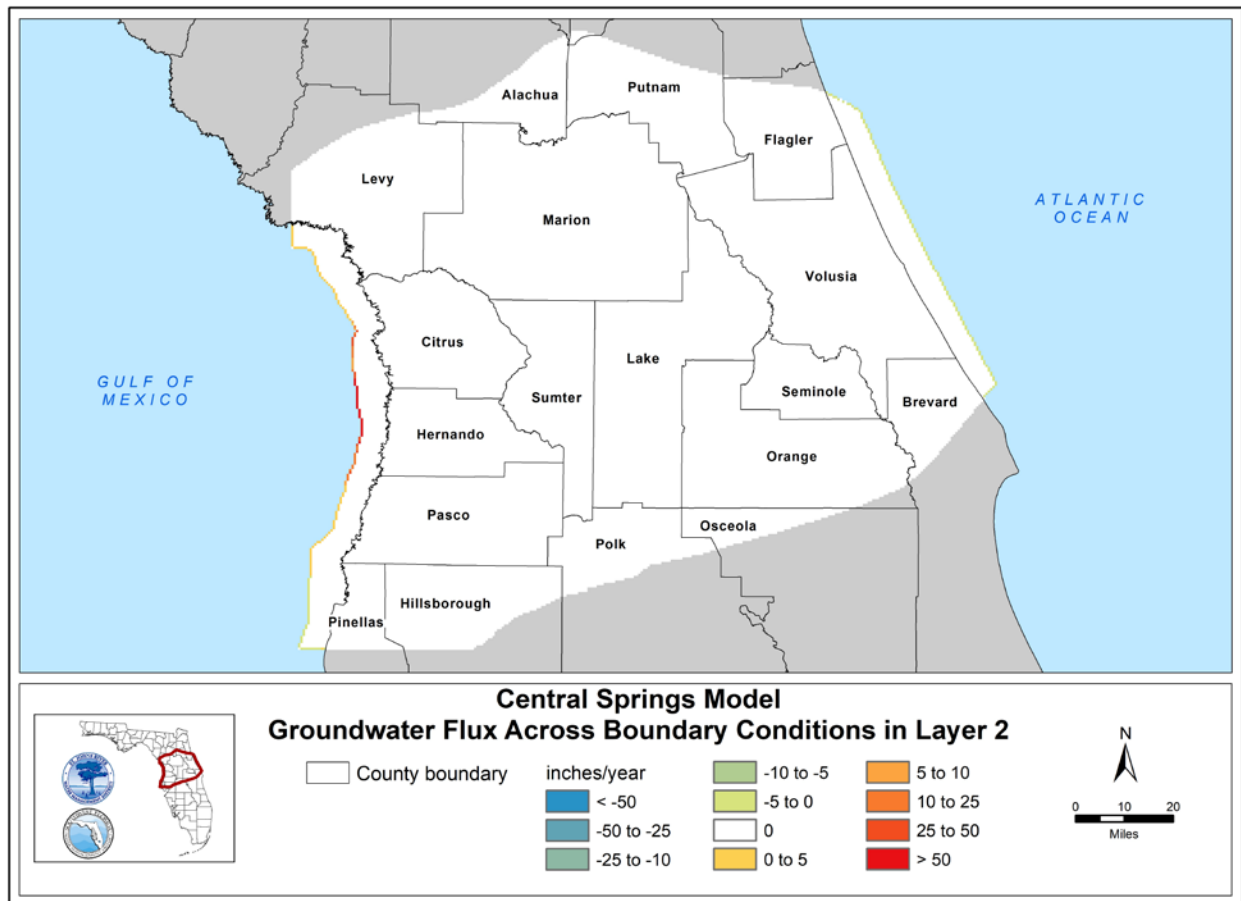 Alachua
Putnam
Flagler
Levy
Marion
ATLANTIC
OCEAN
Volusia
Citrus
Lake
GULF OF
MEXICO
Sumter
Seminole
Brevard
Hernando
Orange
Pasco
Osceola
Polk
Hillsborough
Pinellas
Central Springs Model
Groundwater Flux Across Boundary Conditions in Layer 2
County boundary
inches/year
< -50
-50 to -25
-25 to -10
-10 to -5
-5 to 0
0
0 to 5
5 to 10
10 to 25
25 to 50
> 50
N
0 10 20
Miles